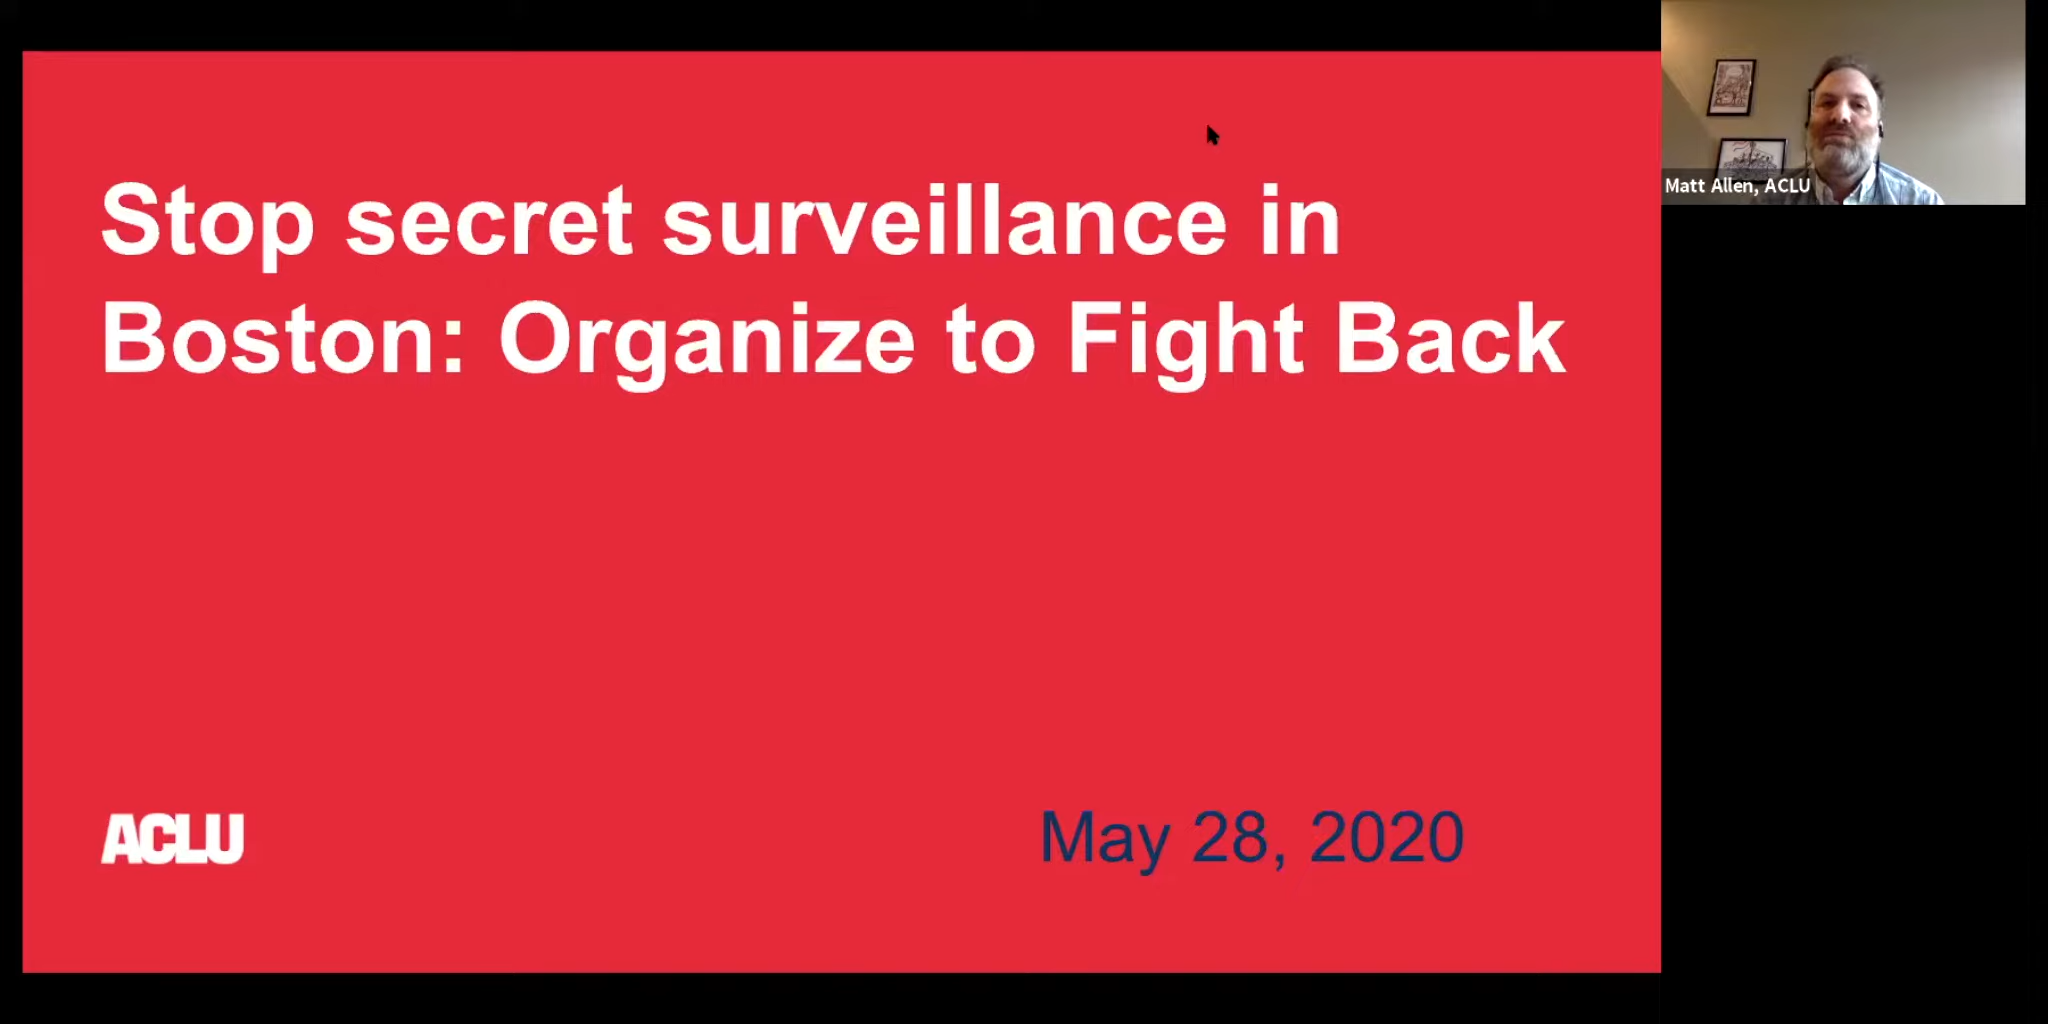 Stop secret surveillance in
Boston: Organize to Fight Back
ACLU
May 28, 2020
Matt Allen, ACLU